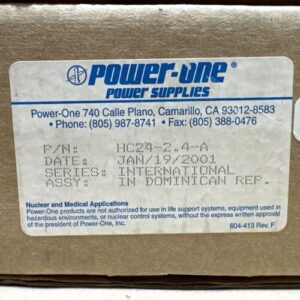 POWER-ONE
POWER SUPPLIES
Power-One 740 Calle Plano, Camarillo, CA 93012-8583
• Phone: (805) 987-8741 • Fax: (805) 388-0476
P/N: HC24-2.4-A
DATE: JAN/19/2001
SERIES: INTERNATIONAL
ASSY: IN DOMINICAN REP.
Nuclear and Medical Applications
Power-One products are not authorized for use in life support systems, equipment used in
hazardous environments, or nuclear control systems, without the express written approval
of the president of Power-One, Inc.
604-413 Rev. F